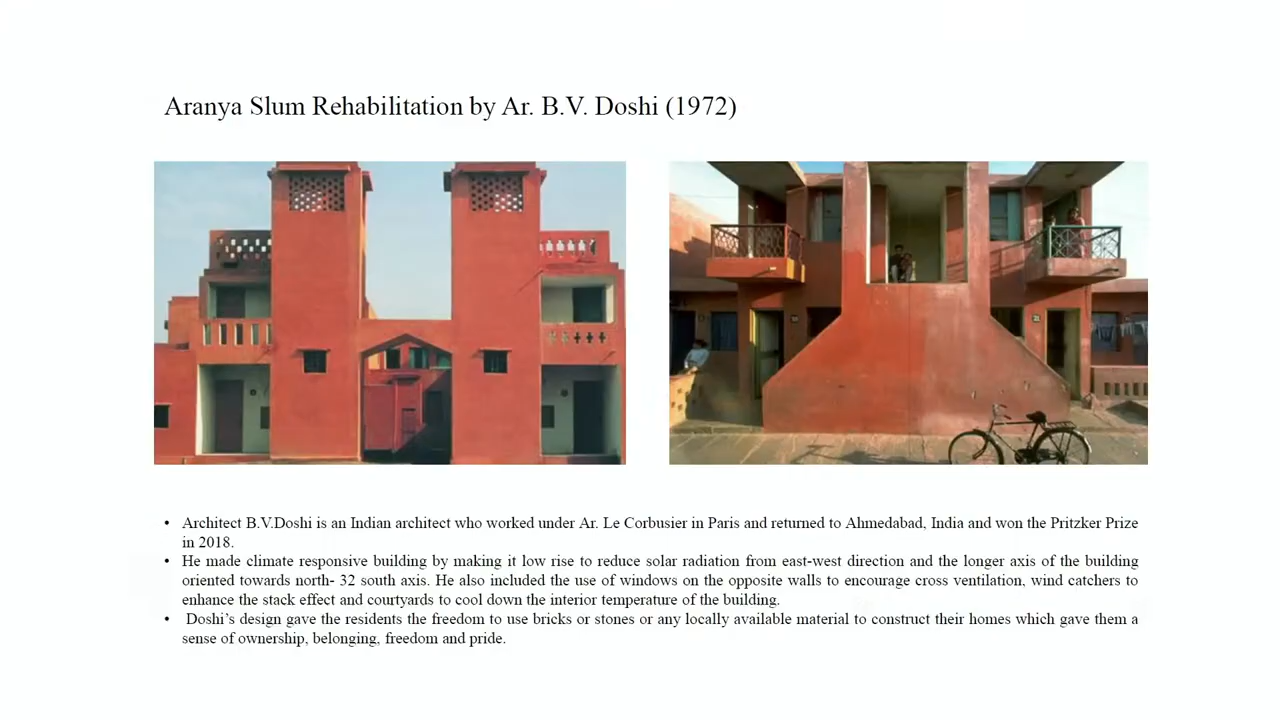 Aranya Slum Rehabilitation by Ar. B.V. Doshi (1972)
• Architect B.V.Doshi is an Indian architect who worked under Ar. Le Corbusier in Paris and returned to Ahmedabad, India and won the Pritzker Prize
in 2018.
• He made climate responsive building by making it low rise to reduce solar radiation from east-west direction and the longer axis of the building
oriented towards north- 32 south axis. He also included the use of windows on the opposite walls to encourage cross ventilation, wind catchers to
enhance the stack effect and courtyards to cool down the interior temperature of the building.
• Doshi’s design gave the residents the freedom to use bricks or stones or any locally available material to construct their homes which gave them a
sense of ownership, belonging, freedom and pride.